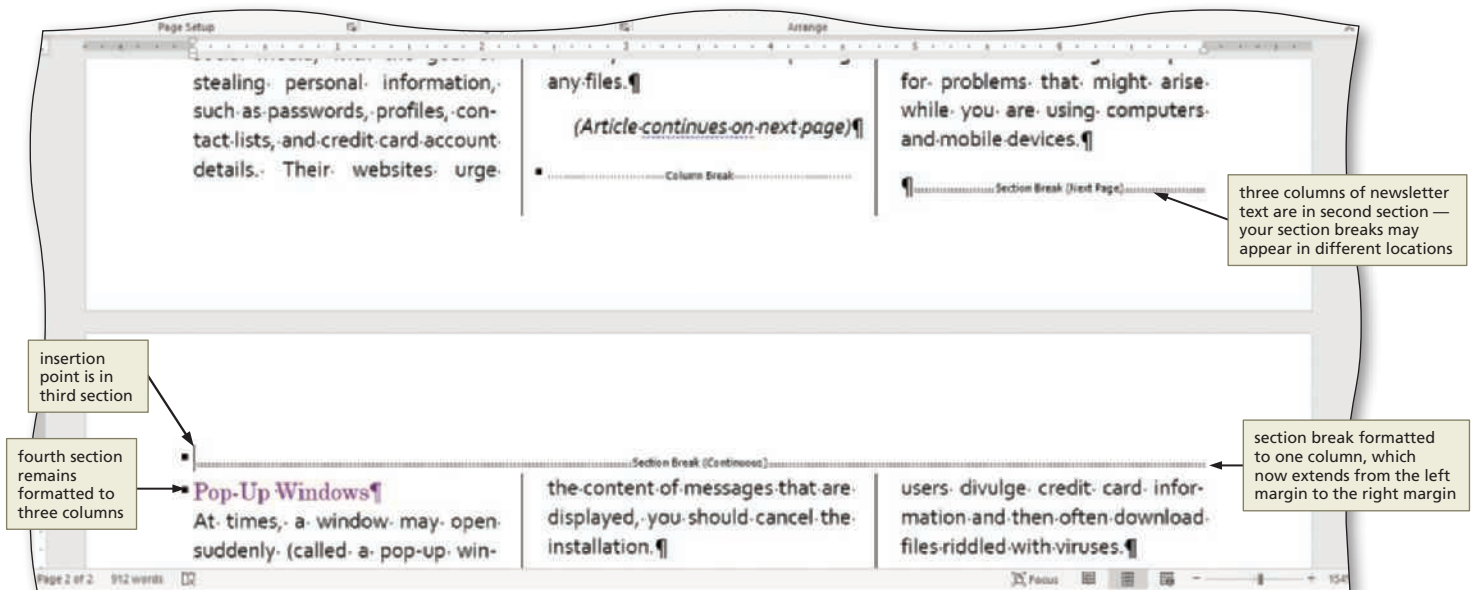 Page Setup
Arrange
stealing personal information,
such as passwords, profiles, con-
tact lists, and credit card account
details. Their websites urge
any files.¶
(Article continues on next page)¶
Column Break
for problems that might arise
while you are using computers
and mobile devices.¶
¶
Section Break (Next Page)
three columns of newsletter
text are in second section —
your section breaks may
appear in different locations
insertion
point is in
third section
fourth section
remains
formatted to
three columns
Section Break (Continuous)
section break formatted
to one column, which
now extends from the left
margin to the right margin
Pop-Up Windows¶
At times, a window may open
suddenly (called a pop-up win-
the content of messages that are
displayed, you should cancel the
installation.¶
users divulge credit card infor-
mation and then often download
files riddled with viruses.¶
Page 2 of 2 912 words
Focus